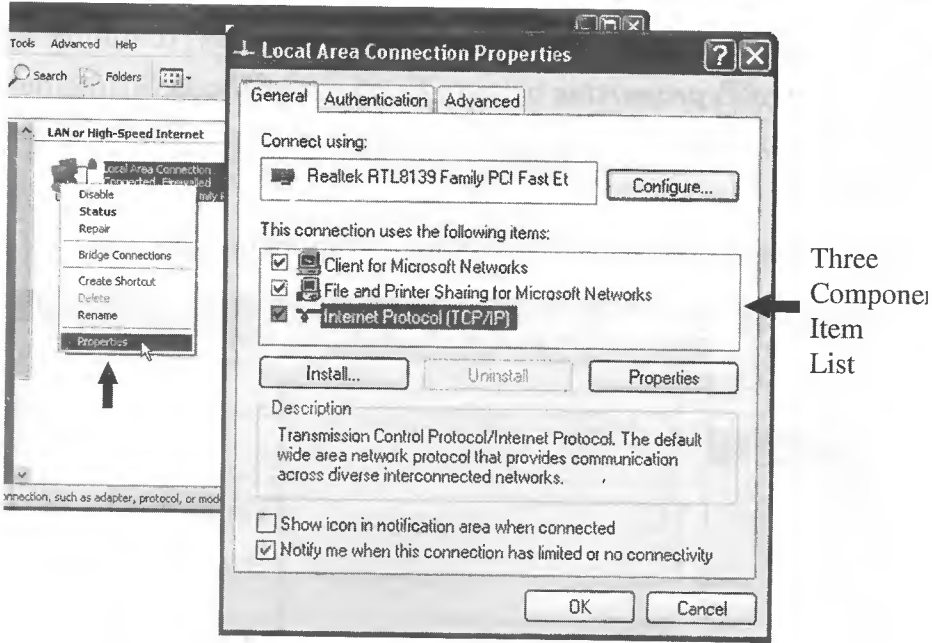 Tools Advanced Help
Search Folders
LAN or High-Speed Internet
Local Area Connection
Connected, Firewalled
mily
Disable
Status
Repair
Bridge Connections
Create Shortcut
Delete
Rename
Properties
onnection, such as adapter, protocol, or mod
Local Area Connection Properties
General Authentication Advanced
Connect using:
Realtek RTL8139 Family PCI Fast Et Configure...
This connection uses the following items:
Client for Microsoft Networks
File and Printer Sharing for Microsoft Networks
Internet Protocol (TCP/IP)
Install... Uninstall Properties
Description
Transmission Control Protocol/Internet Protocol. The default
wide area network protocol that provides communication
across diverse interconnected networks.
Show icon in notification area when connected
Notify me when this connection has limited or no connectivity
OK Cancel
Three
Componen
Item
List